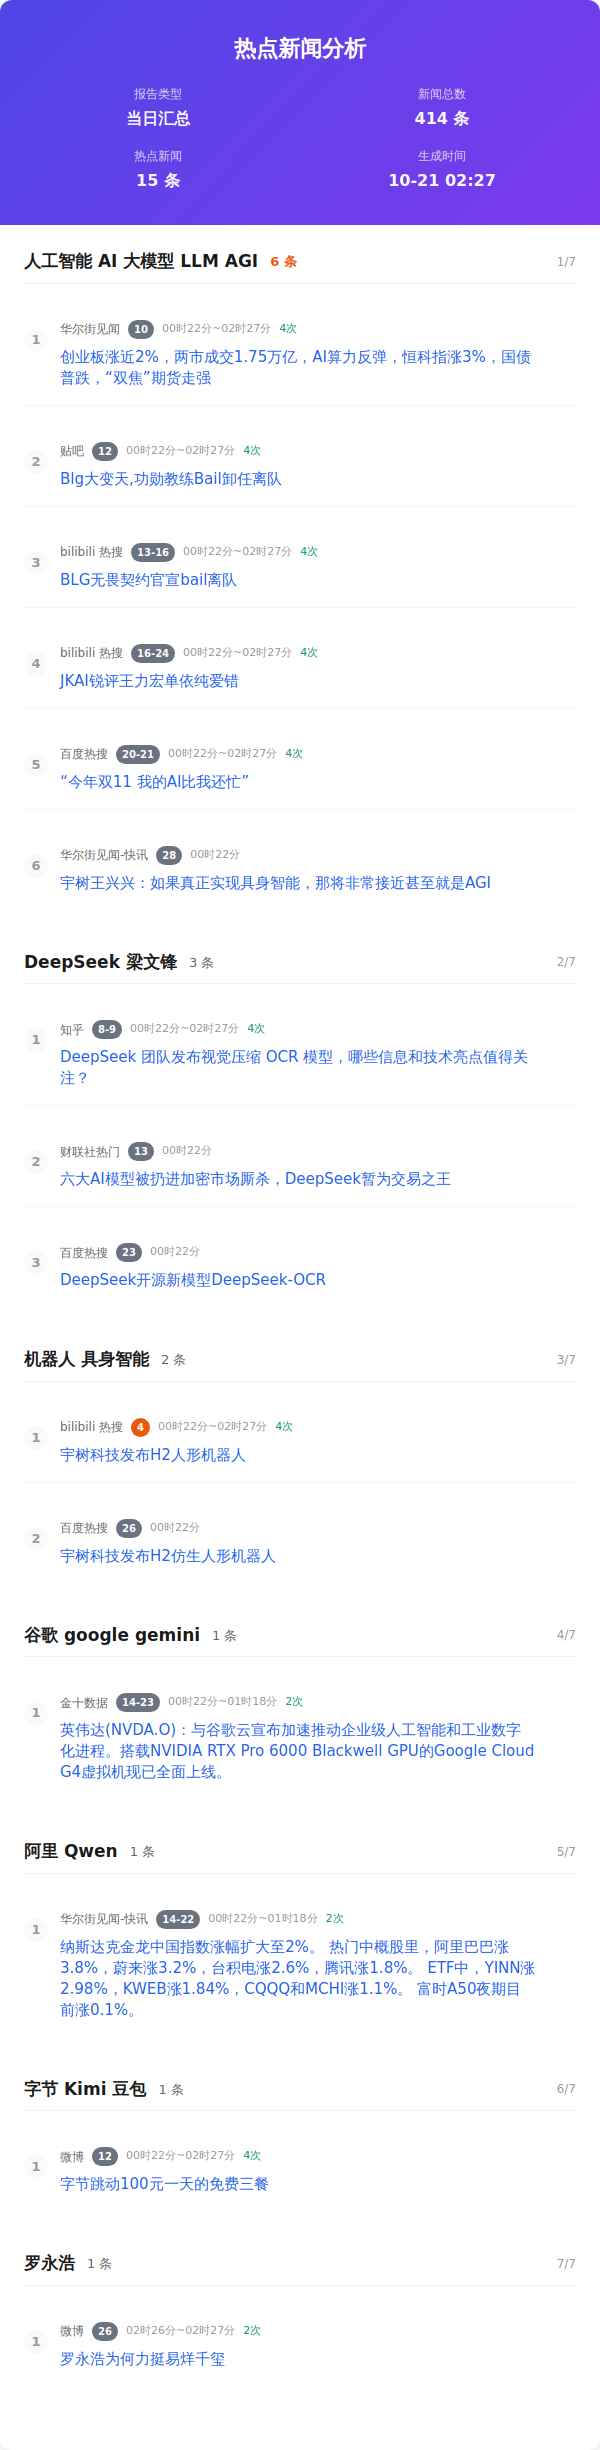 热点新闻分析
报告类型
当日汇总
新闻总数
414 条
热点新闻
15 条
生成时间
10-21 02:27
人工智能 AI 大模型 LLM AGI 6 条 1/7
1
华尔街见闻 10 00时22分~02时27分 4次
创业板涨近2%，两市成交1.75万亿，AI算力反弹，恒科指涨3%，国债
普跌，“双焦”期货走强
2
贴吧 12 00时22分~02时27分 4次
Blg大变天,功勋教练Bail卸任离队
3
bilibili 热搜 13-16 00时22分~02时27分 4次
BLG无畏契约官宣bail离队
4
bilibili 热搜 16-24 00时22分~02时27分 4次
JKAI锐评王力宏单依纯爱错
5
百度热搜 20-21 00时22分~02时27分 4次
“今年双11 我的AI比我还忙”
6
华尔街见闻-快讯 28 00时22分
宇树王兴兴：如果真正实现具身智能，那将非常接近甚至就是AGI
DeepSeek 梁文锋 3 条 2/7
1
知乎 8-9 00时22分~02时27分 4次
DeepSeek 团队发布视觉压缩 OCR 模型，哪些信息和技术亮点值得关
注？
2
财联社热门 13 00时22分
六大AI模型被扔进加密市场厮杀，DeepSeek暂为交易之王
3
百度热搜 23 00时22分
DeepSeek开源新模型DeepSeek-OCR
机器人 具身智能 2 条 3/7
1
bilibili 热搜 4 00时22分~02时27分 4次
宇树科技发布H2人形机器人
2
百度热搜 26 00时22分
宇树科技发布H2仿生人形机器人
谷歌 google gemini 1 条 4/7
1
金十数据 14-23 00时22分~01时18分 2次
英伟达(NVDA.O)：与谷歌云宣布加速推动企业级人工智能和工业数字
化进程。搭载NVIDIA RTX Pro 6000 Blackwell GPU的Google Cloud
G4虚拟机现已全面上线。
阿里 Qwen 1 条 5/7
1
华尔街见闻-快讯 14-22 00时22分~01时18分 2次
纳斯达克金龙中国指数涨幅扩大至2%。 热门中概股里，阿里巴巴涨
3.8%，蔚来涨3.2%，台积电涨2.6%，腾讯涨1.8%。 ETF中，YINN涨
2.98%，KWEB涨1.84%，CQQQ和MCHI涨1.1%。 富时A50夜期目
前涨0.1%。
字节 Kimi 豆包 1 条 6/7
1
微博 12 00时22分~02时27分 4次
字节跳动100元一天的免费三餐
罗永浩 1 条 7/7
1
微博 26 02时26分~02时27分 2次
罗永浩为何力挺易烊千玺